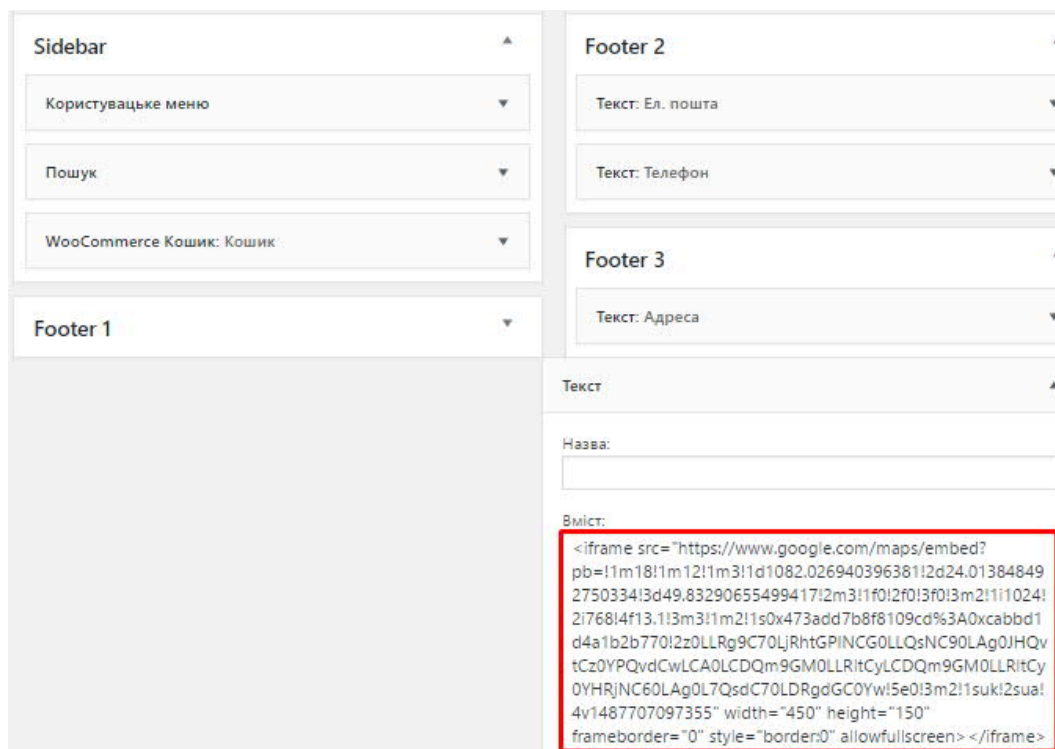 Sidebar
Користувацьке меню
Пошук
WooCommerce Кошик: Кошик
Footer 1
Footer 2
Текст: Ел. пошта
Текст: Телефон
Footer 3
Текст: Адреса
Текст
Назва:
Вміст:
<iframe src="https://www.google.com/maps/embed?
pb=!1m18!1m12!1m3!1d1082.026940396381!2d24.01384849
2750334!3d49.83290655499417!2m3!1f0!2f0!3f0!3m2!1i1024!
2i768!4f13.1!3m3!1m2!1s0x473add7b8f8109cd%3A0xcabbd1
d4a1b2b770!2z0LLRg9C70LjRhtGPINCG0LLQsNC90LAg0JHQv
tCz0YPQvdCwLCA0LCDQm9GM0LLRltCyLCDQm9GM0LLRltCy
0YHRjNC60LAg0L7QsdC70LDRgdGC0Yw!5e0!3m2!1suk!2sua!
4v1487707097355" width="450" height="150"
frameborder="0" style="border:0" allowfullscreen></iframe>